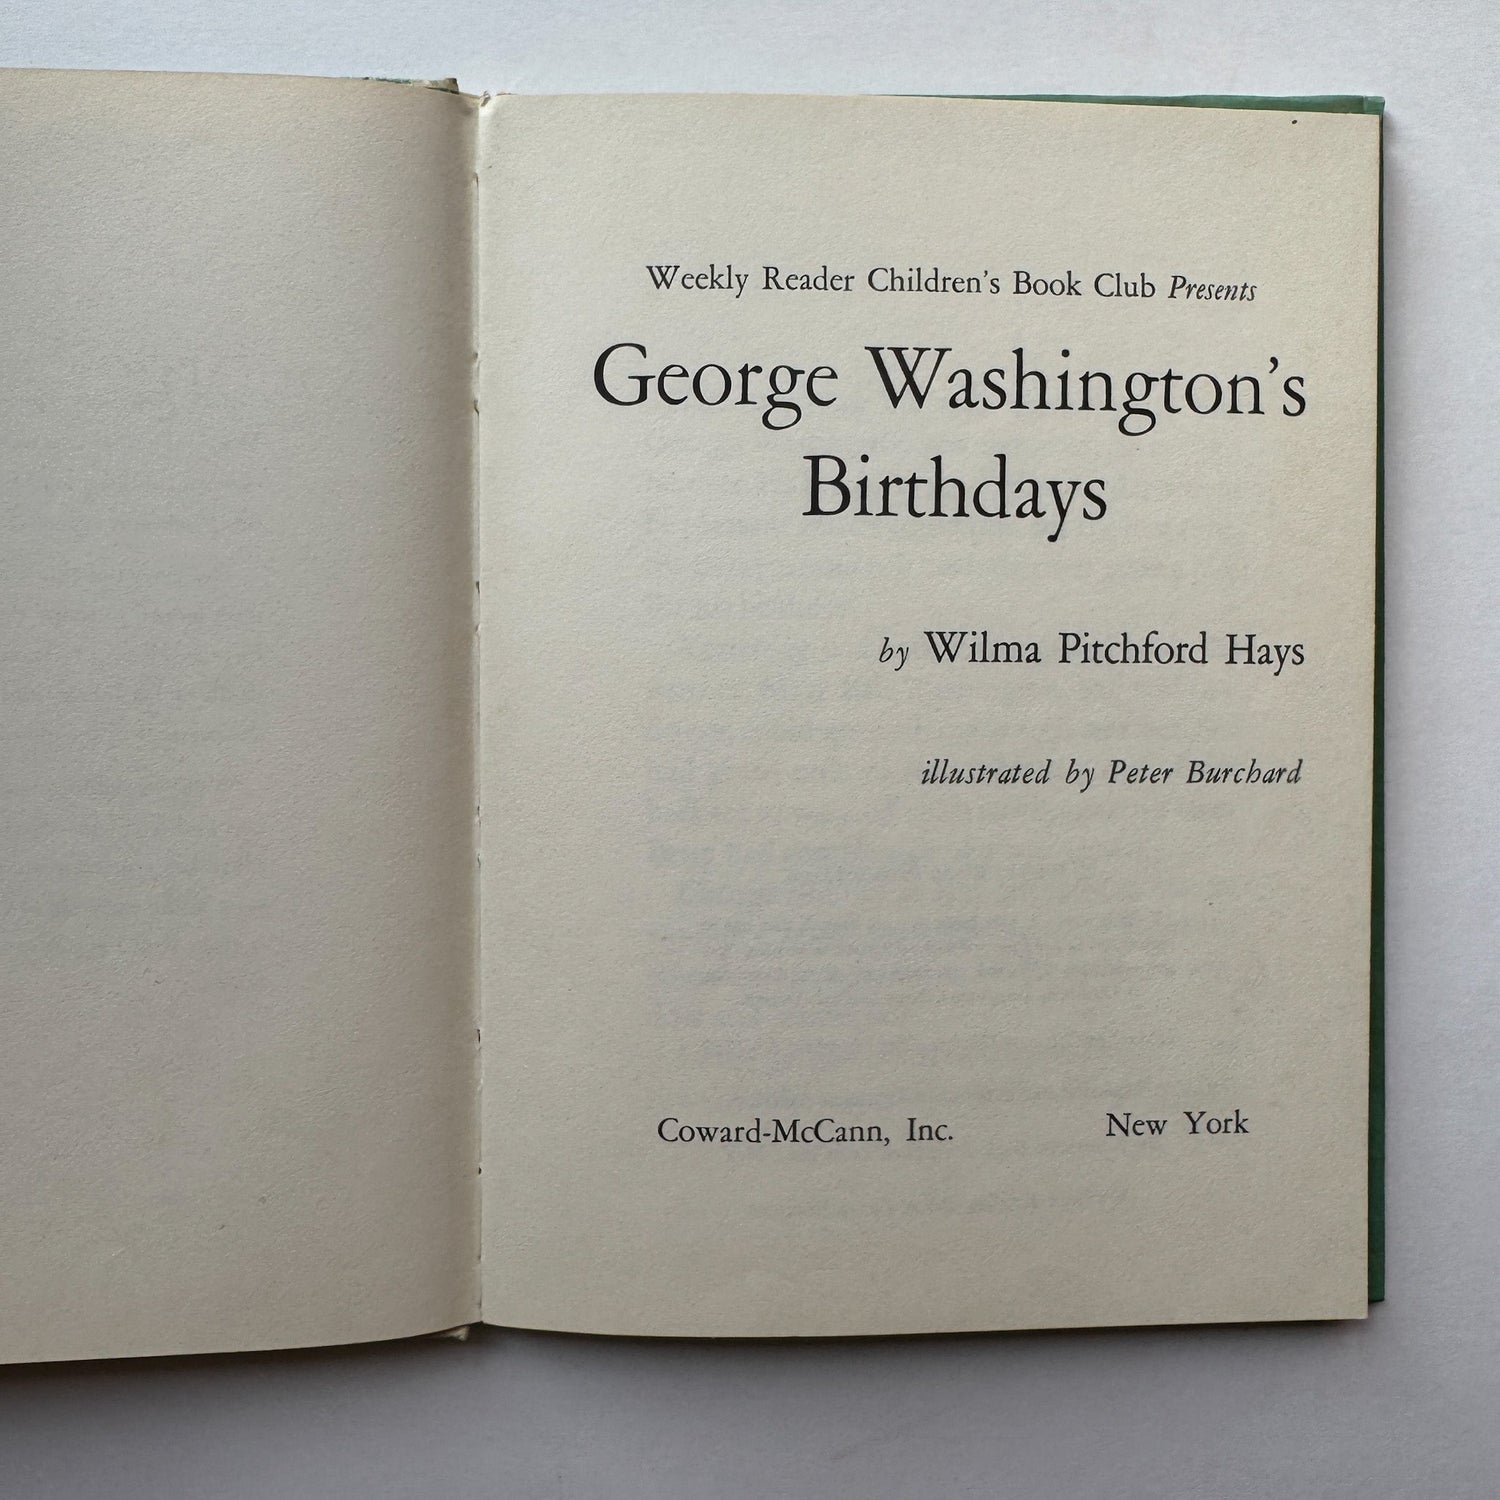 Weekly Reader Children's Book Club Presents
George Washington's
Birthdays
by Wilma Pitchford Hays
illustrated by Peter Burchard
Coward-McCann, Inc. New York